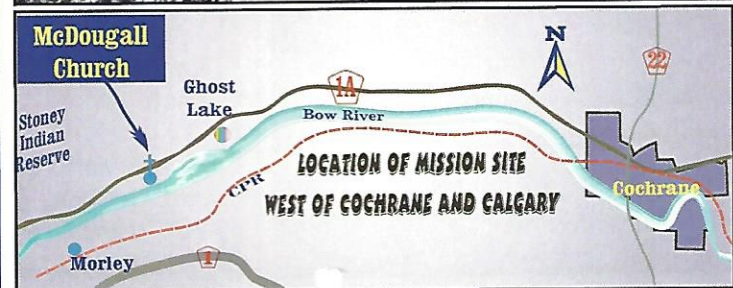 McDougall
Church
Ghost
Lake
Stoney
Indian
Reserve
N
1A
22
Bow River
LOCATION OF MISSION SITE
WEST OF COCHRANE AND CALGARY
CPR
Cochrane
Morley
1